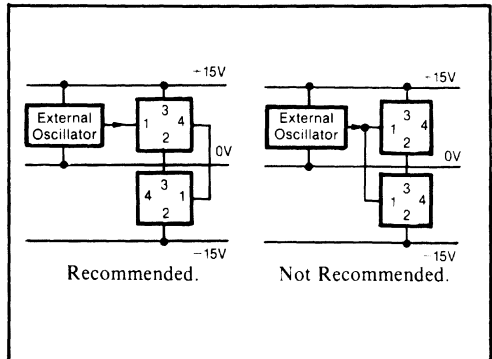 +15V
External
Oscillator
3
1 4
2
0V
3
4 1
2
-15V
Recommended.
+15V
External
Oscillator
3
1 4
2
0V
3
1 4
2
-15V
Not Recommended.